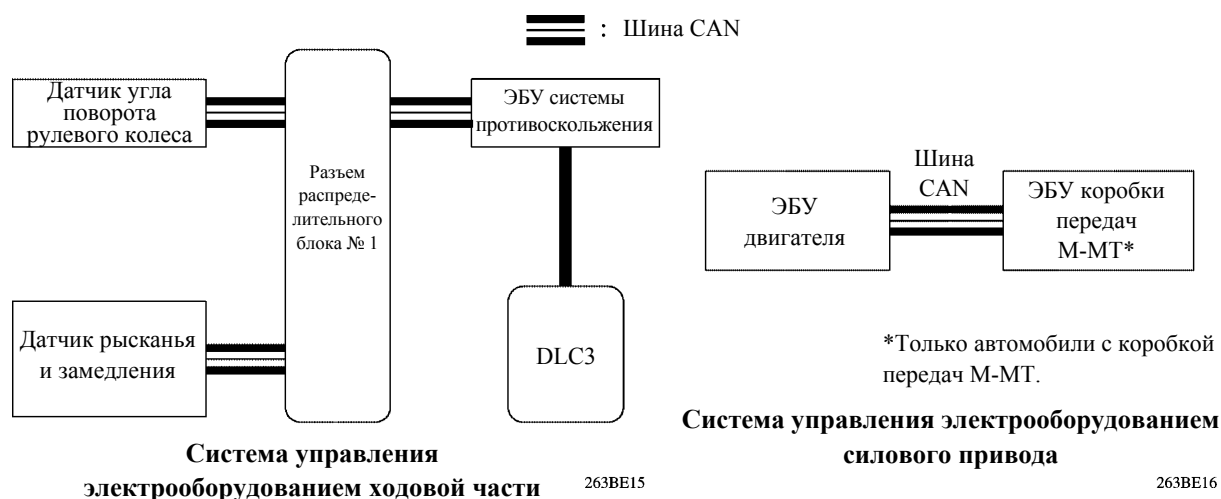 : Шина CAN
Датчик угла
поворота
рулевого колеса
Разъем
распреде-
лительного
блока № 1
ЭБУ системы
противоскольжения
Датчик рысканья
и замедления
DLC3
Система управления
электрооборудованием ходовой части
263BE15
ЭБУ
двигателя
Шина
CAN
ЭБУ коробки
передач
М-МТ*
*Только автомобили с коробкой
передач М-МТ.
Система управления электрооборудованием
силового привода
263BE16